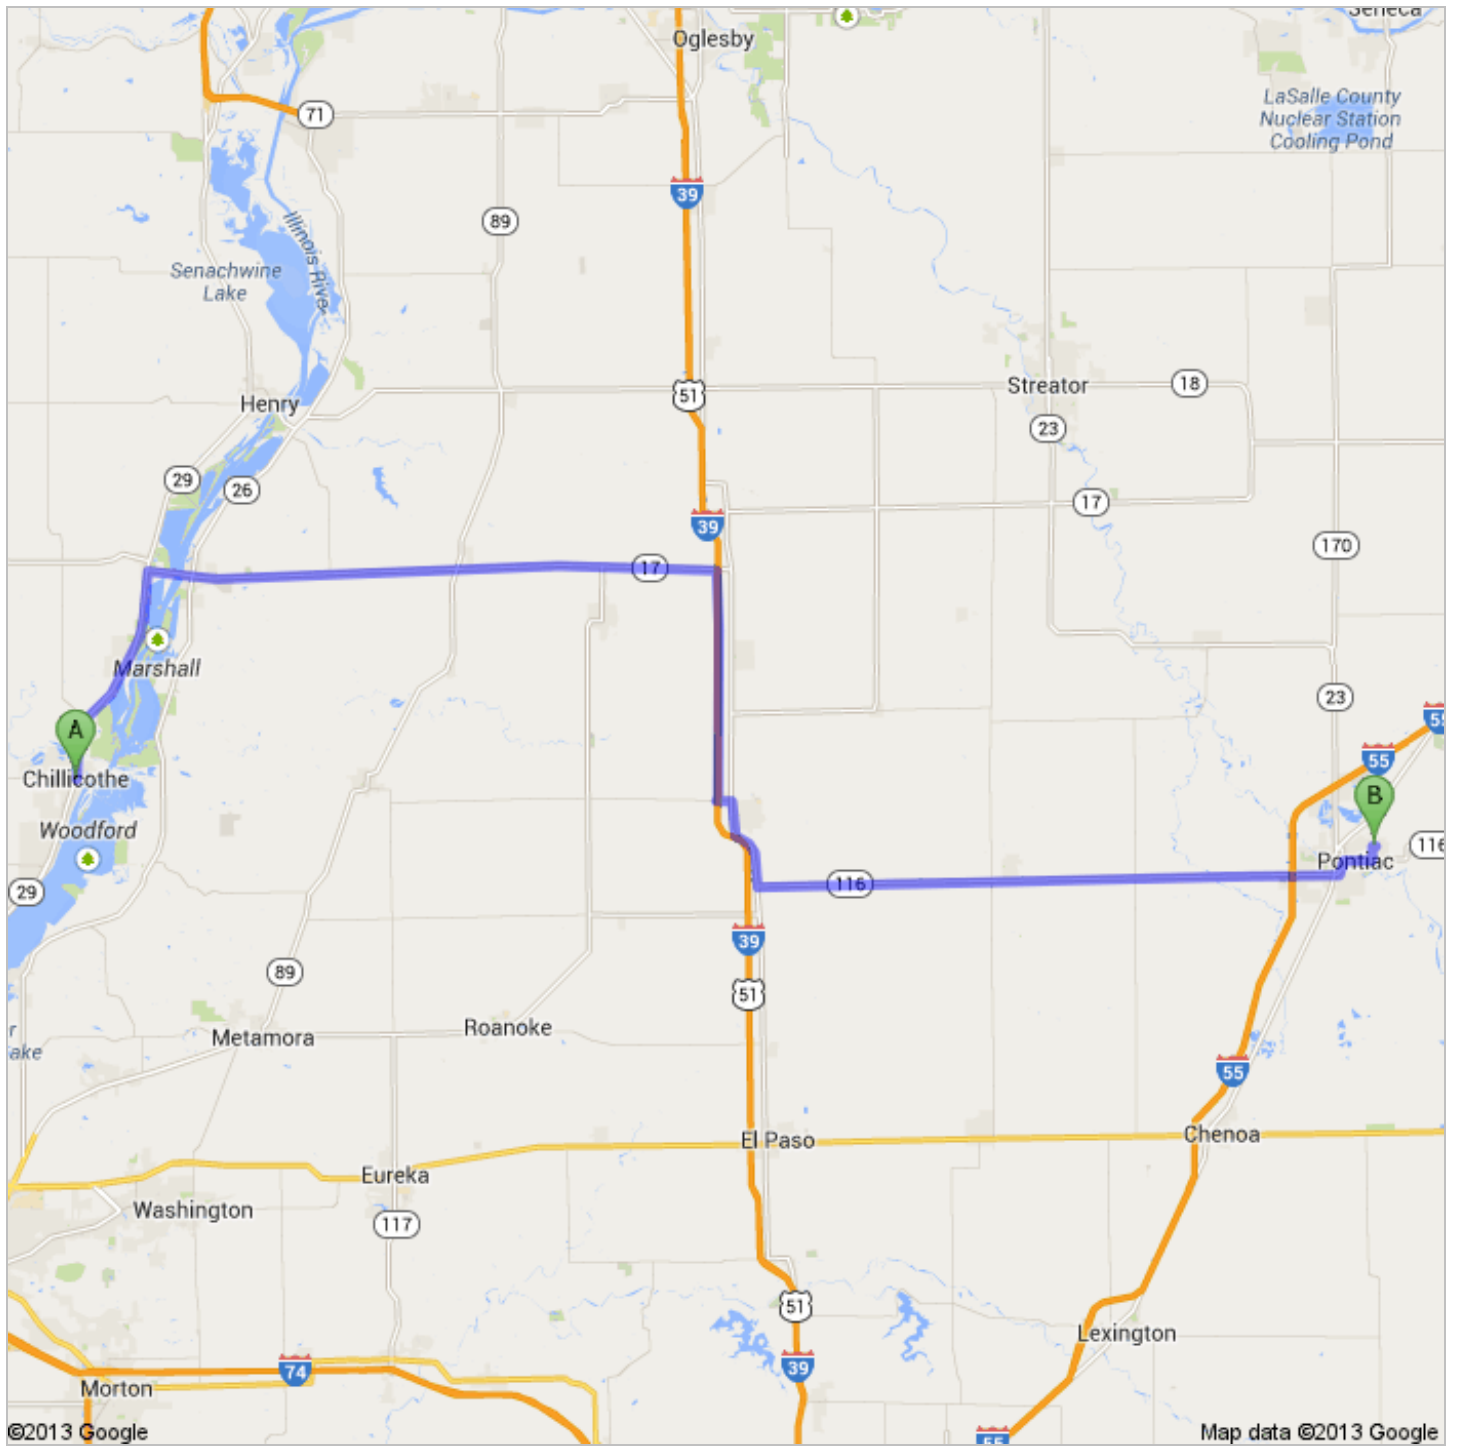 Seneca
Oglesby
LaSalle County
Nuclear Station
Cooling Pond
71
39
89
Illinois River
Senachwine
Lake
51
Streator
18
Henry
23
29
26
17
39
170
17
Marshall
23
55
55
A
Chillicothe
B
Woodford
Pontiac
116
29
116
39
89
51
Roanoke
Metamora
ake
55
Chenoa
El Paso
Eureka
Washington
117
51
Lexington
74
39
Morton
©2013 Google
Map data ©2013 Google
55